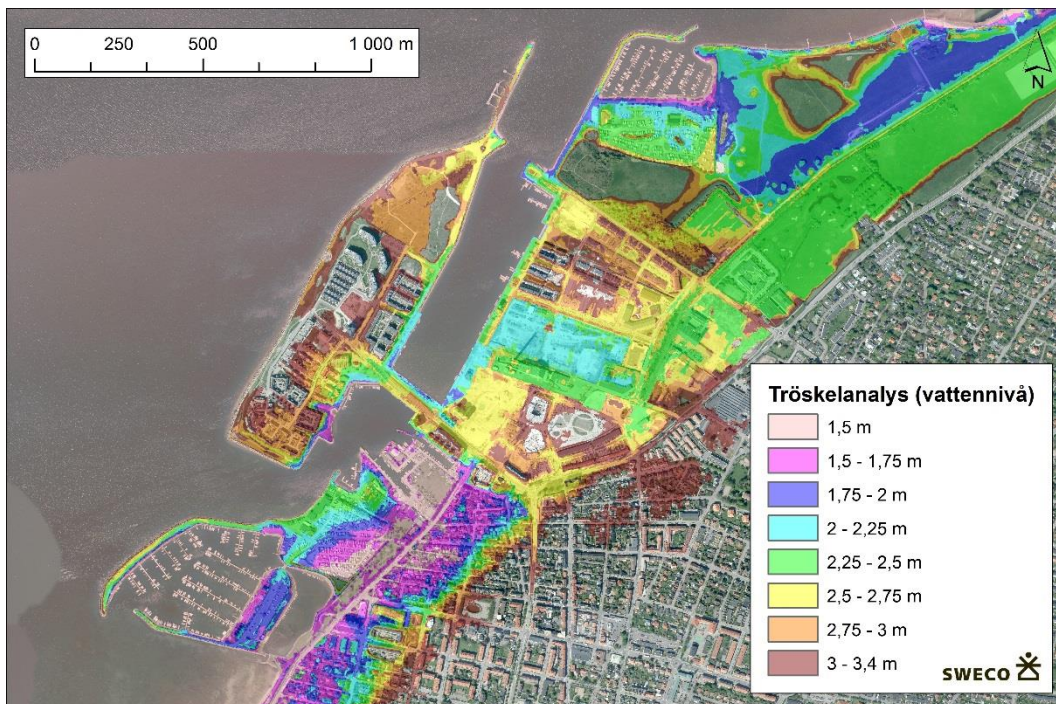 0 250 500 1 000 m
N
Tröskelanalys (vattennivå)
1,5 m
1,5 - 1,75 m
1,75 - 2 m
2 - 2,25 m
2,25 - 2,5 m
2,5 - 2,75 m
2,75 - 3 m
3 - 3,4 m
SWECO